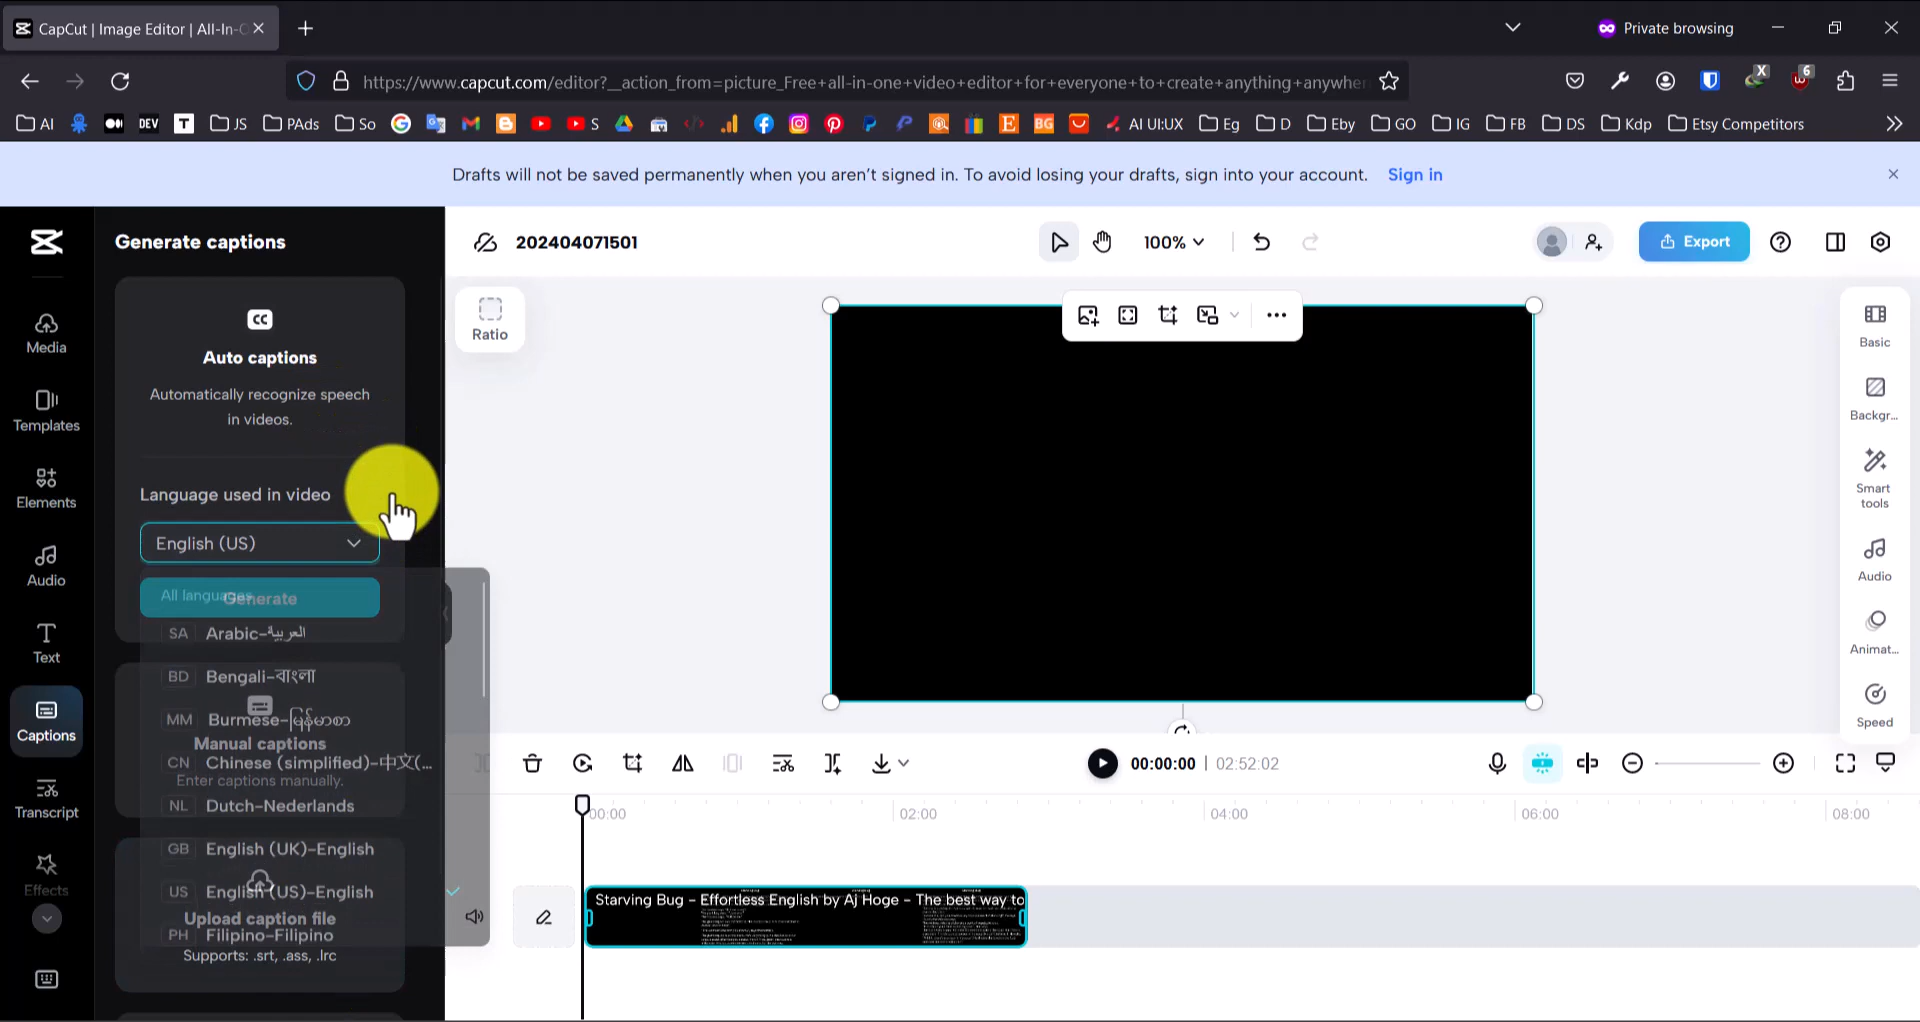 CapCut | Image Editor | All-In-O
Private browsing
https://www.capcut.com/editor?__action_from=picture_Free+all-in-one+video+editor+for+everyone+to+create+anything+anywher
X
6
AI
DEV
T
JS
PAds
So
S
BG
AI UI:UX
Eg
D
Eby
GO
IG
FB
DS
Kdp
Etsy Competitors
Drafts will not be saved permanently when you aren't signed in. To avoid losing your drafts, sign into your account. Sign in
Generate captions
202404071501
100%
Export
Media
Templates
Elements
Audio
Text
Captions
Transcript
Effects
CC
Auto captions
Automatically recognize speech
in videos.
Language used in video
English (US)
All languages
Generate
SA Arabic-العربية
BD Bengali-বাংলা
MM Burmese-မြန်မာစာ
Manual captions
CN Chinese (simplified)-中文(...
Enter captions manually.
NL Dutch-Nederlands
GB English (UK)-English
US English (US)-English
Upload caption file
PH Filipino-Filipino
Supports: .srt, .ass, .lrc
Ratio
Basic
Backgr...
Smart
tools
Audio
Animat...
Speed
00:00:00 | 02:52:02
00:00
02:00
04:00
06:00
08:00
Starving Bug - Effortless English by Aj Hoge - The best way to